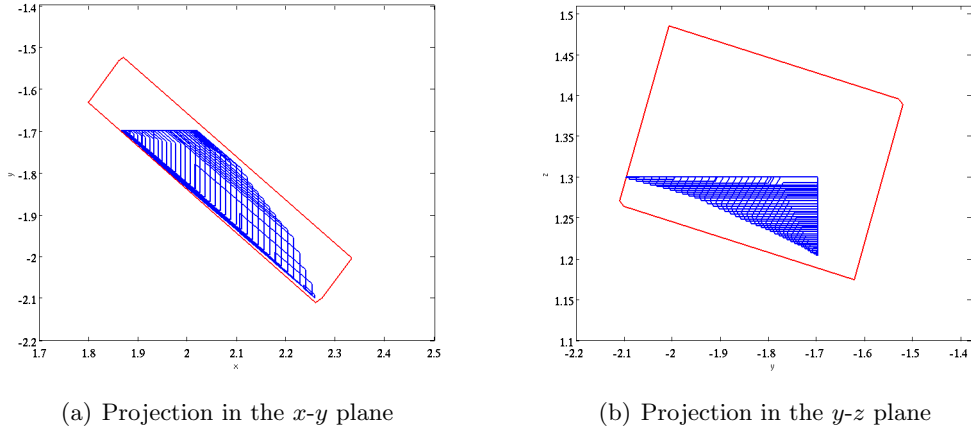 -1.4
-1.5
-1.6
-1.7
-1.8
-1.9
-2
-2.1
-2.2
y
1.7 1.8 1.9 2 2.1 2.2 2.3 2.4 2.5
x
1.5
1.45
1.4
1.35
1.3
1.25
1.2
1.15
1.1
z
-2.2 -2.1 -2 -1.9 -1.8 -1.7 -1.6 -1.5 -1.4
y
(a) Projection in the x-y plane
(b) Projection in the y-z plane